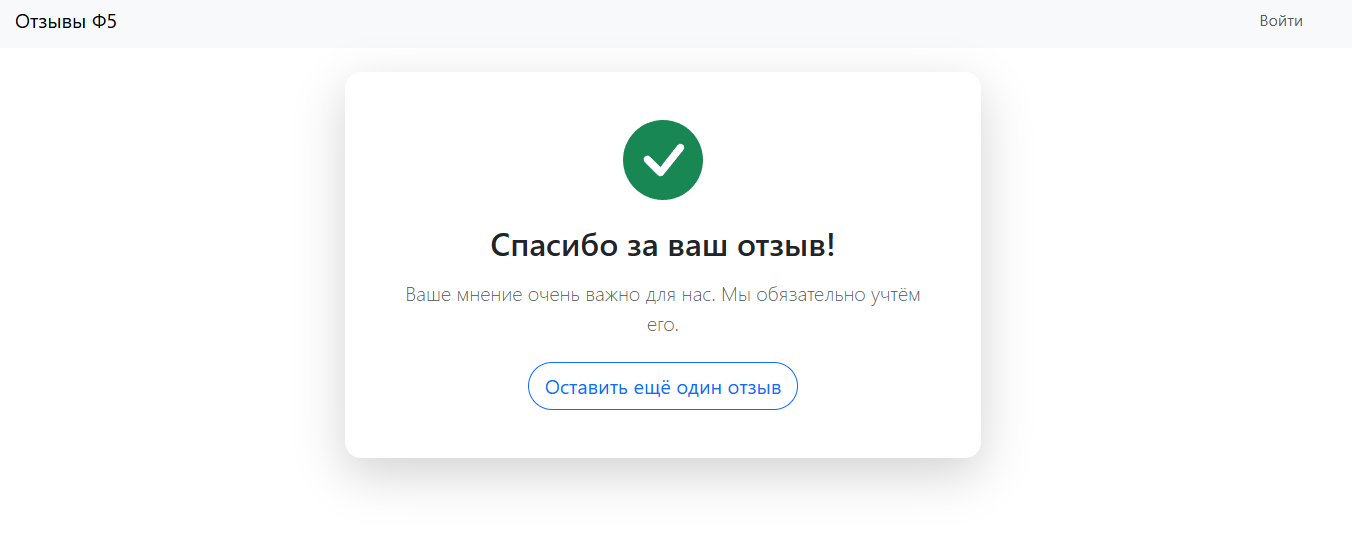 Отзывы Ф5
Войти
Спасибо за ваш отзыв!
Ваше мнение очень важно для нас. Мы обязательно учтём
его.
Оставить ещё один отзыв